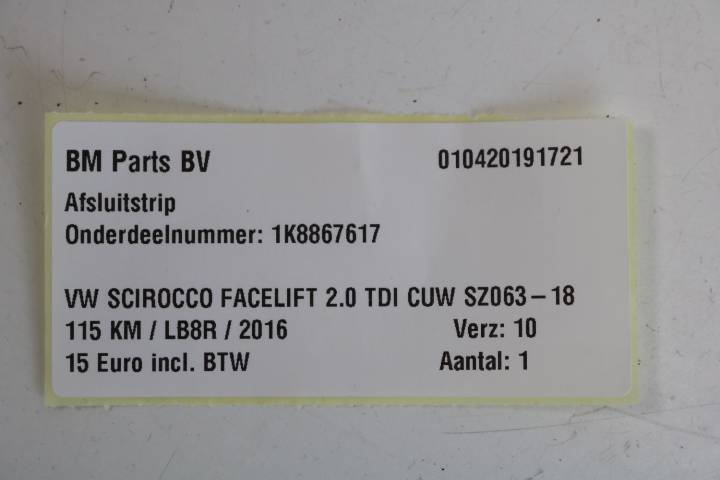 BM Parts BV 010420191721
Afsluitstrip
Onderdeelnummer: 1K8867617
VW SCIROCCO FACELIFT 2.0 TDI CUW SZ063 – 18
115 KM / LB8R / 2016 Verz: 10
15 Euro incl. BTW Aantal: 1